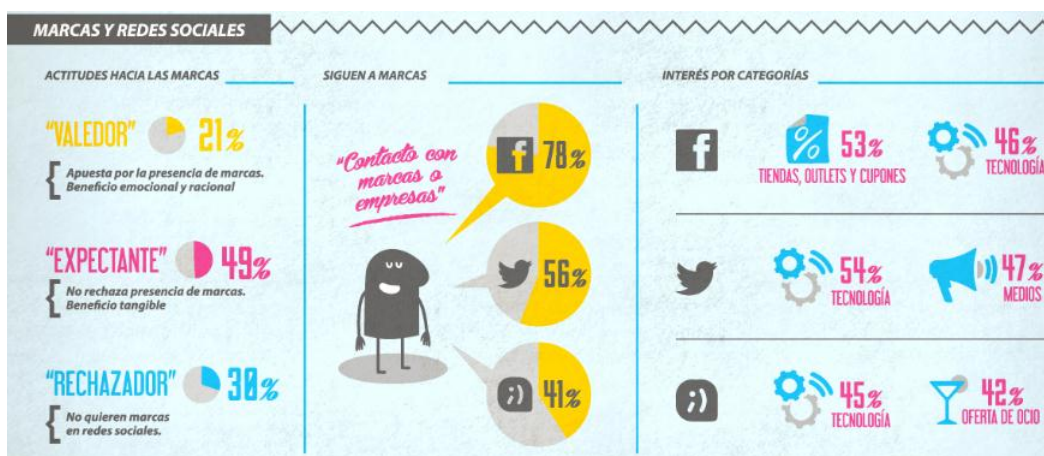 MARCAS Y REDES SOCIALES
ACTITUDES HACIA LAS MARCAS
"VALEDOR" 21%
Apuesta por la presencia de marcas.
Beneficio emocional y racional
"EXPECTANTE" 49%
No rechaza presencia de marcas.
Beneficio tangible
"RECHAZADOR" 30%
No quieren marcas
en redes sociales.
SIGUEN A MARCAS
"Contacto con
marcas o
empresas"
f 78%
56%
;) 41%
INTERÉS POR CATEGORÍAS
f
% 53%
TIENDAS, OUTLETS Y CUPONES
46%
TECNOLOGÍA
54%
TECNOLOGÍA
47%
MEDIOS
;)
45%
TECNOLOGÍA
42%
OFERTA DE OCIO